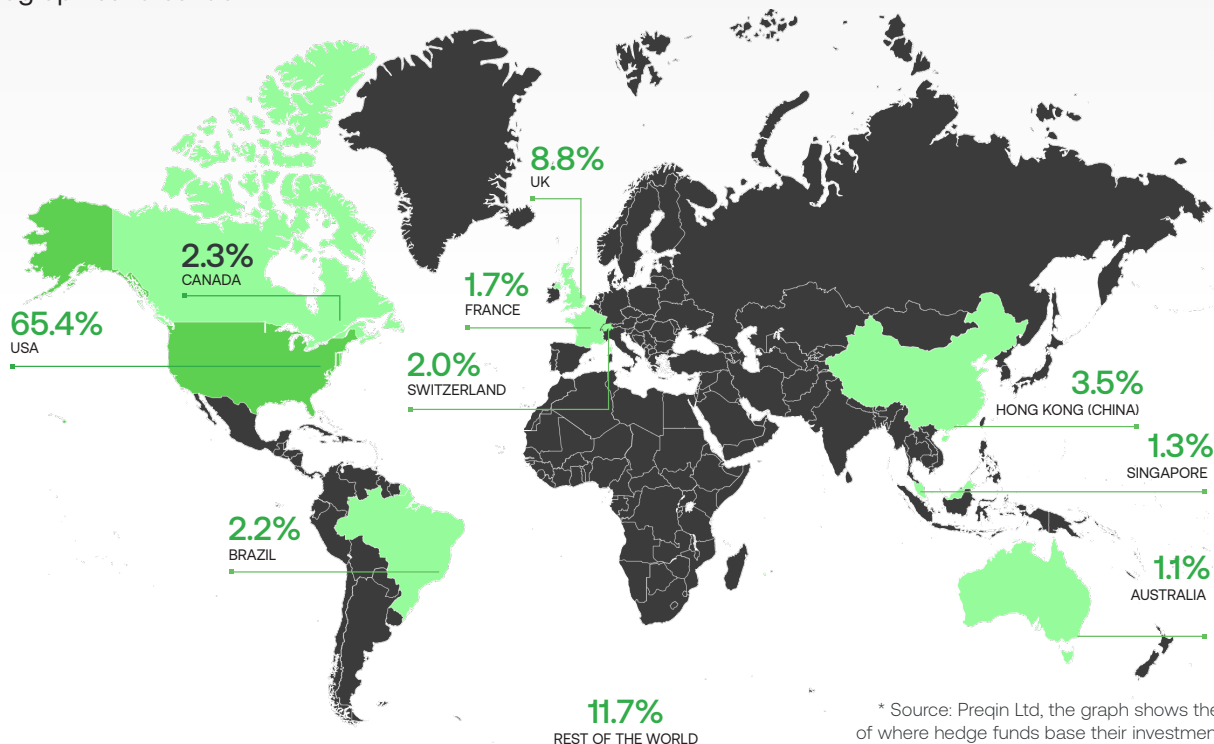 8.8%
UK
2.3%
CANADA
1.7%
FRANCE
65.4%
USA
2.0%
SWITZERLAND
3.5%
HONG KONG (CHINA)
1.3%
SINGAPORE
2.2%
BRAZIL
1.1%
AUSTRALIA
11.7%
REST OF THE WORLD
* Source: Preqin Ltd, the graph shows the
of where hedge funds base their investmen